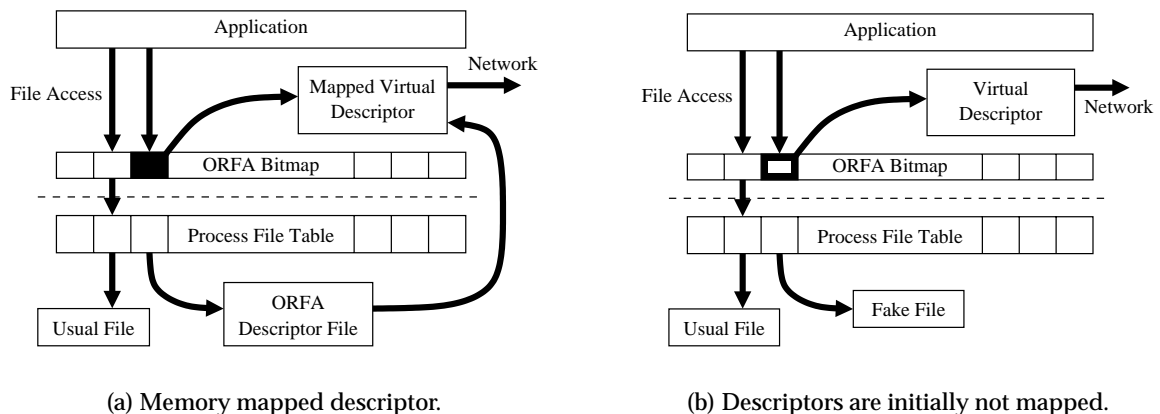 Application
File Access
Mapped Virtual
Descriptor
Network
ORFA Bitmap
Process File Table
Usual File
ORFA
Descriptor File
(a) Memory mapped descriptor.
Application
File Access
Virtual
Descriptor
Network
ORFA Bitmap
Process File Table
Usual File
Fake File
(b) Descriptors are initially not mapped.